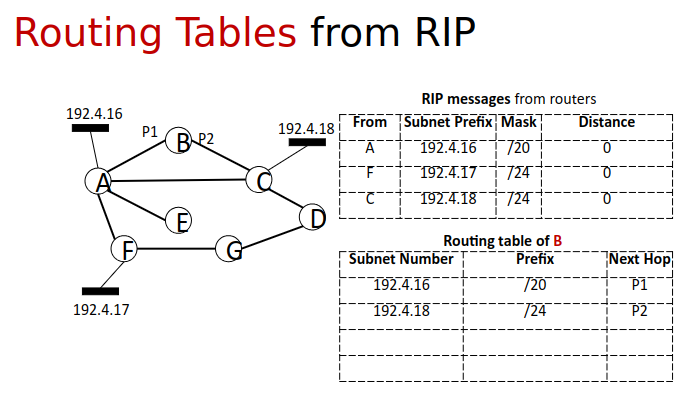 Routing Tables from RIP
192.4.16
P1
B
P2
192.4.18
A
C
E
D
F
G
192.4.17
RIP messages from routers
From Subnet Prefix Mask Distance
A 192.4.16 /20 0
F 192.4.17 /24 0
C 192.4.18 /24 0
Routing table of B
Subnet Number Prefix Next Hop
192.4.16 /20 P1
192.4.18 /24 P2